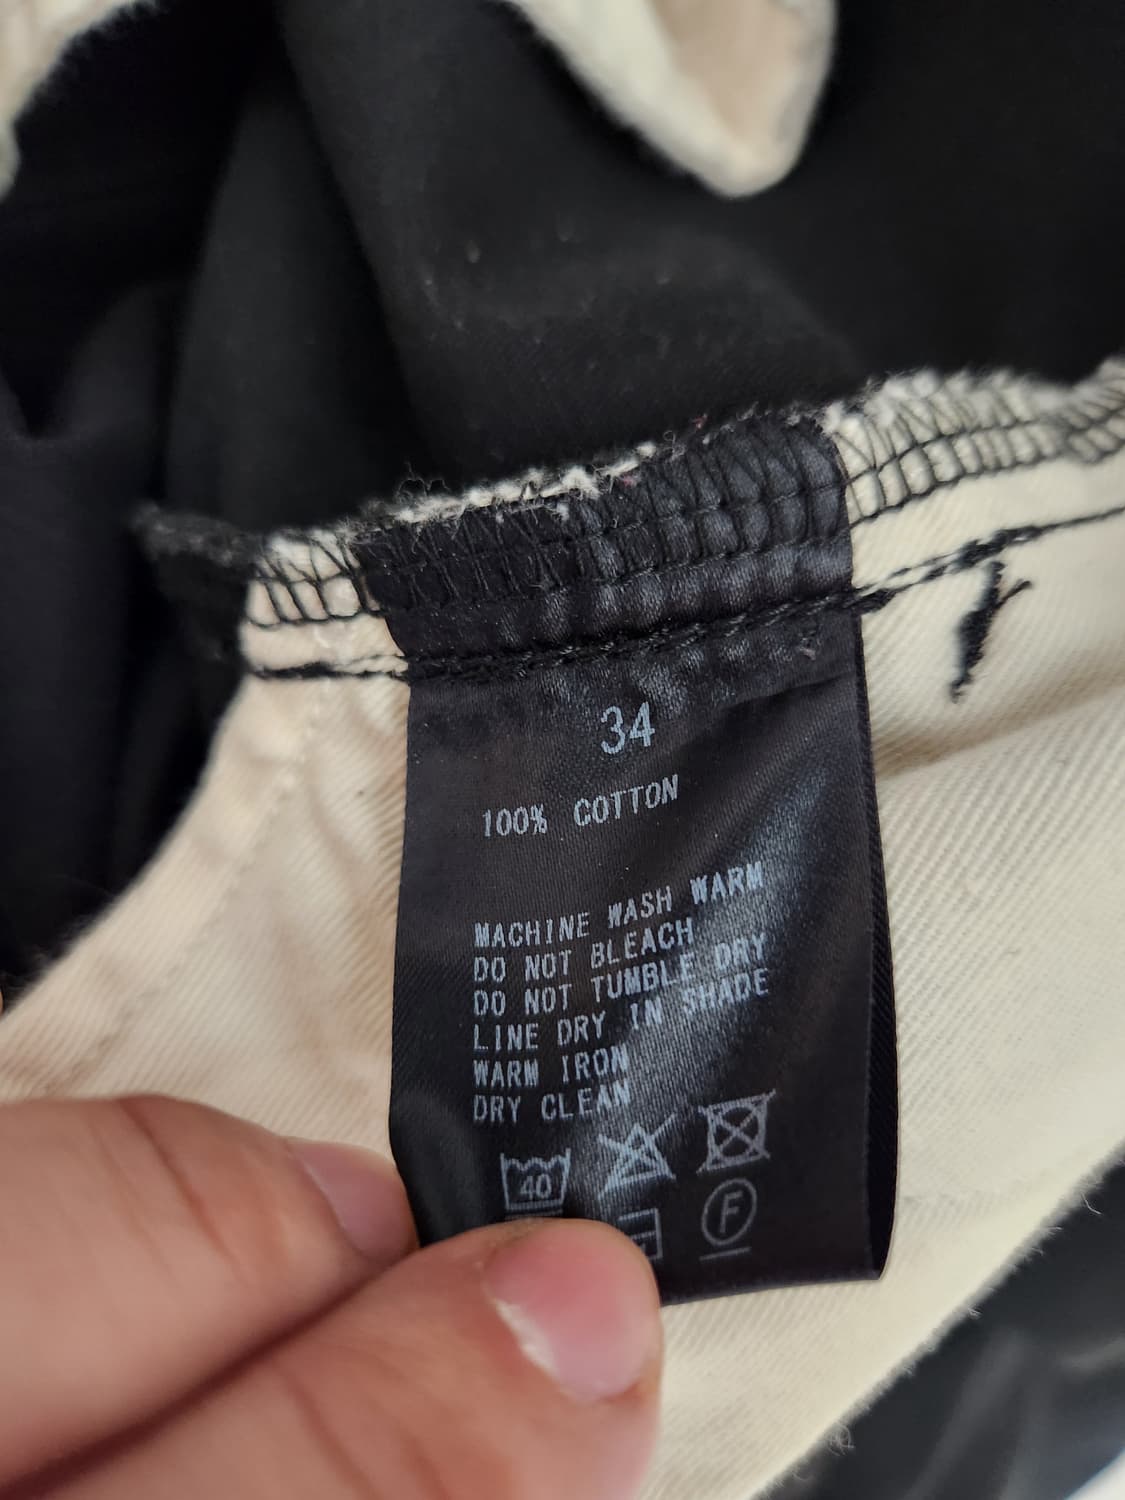 34
100% COTTON
MACHINE WASH WARM
DO NOT BLEACH
DO NOT TUMBLE DRY
LINE DRY IN SHADE
WARM IRON
DRY CLEAN
40
F